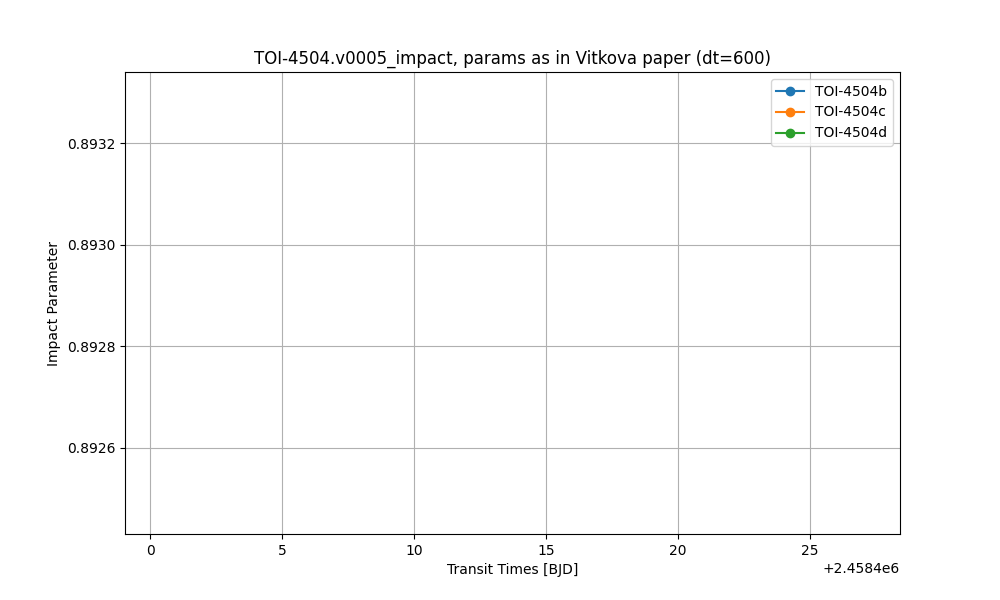 TOI-4504.v0005_impact, params as in Vitkova paper (dt=600)
TOI-4504b
TOI-4504c
TOI-4504d
0.8932
0.8930
0.8928
0.8926
Impact Parameter
0 5 10 15 20 25
+2.4584e6
Transit Times [BJD]